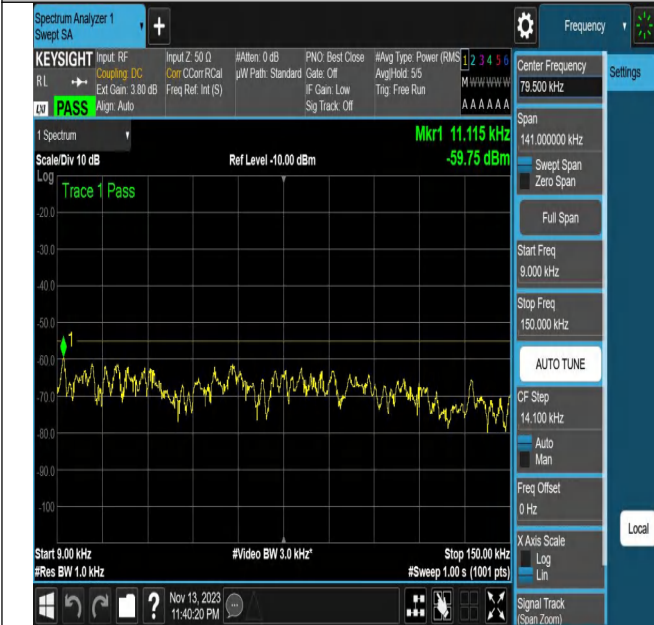 Spectrum Analyzer 1
Swept SA
+
Frequency
KEYSIGHT
Input: RF
Input Z: 50 Ω
#Atten: 0 dB
PNO: Best Close
#Avg Type: Power (RMS
1 2 3 4 5 6
RL
Coupling: DC
Corr CCorr RCal
µW Path: Standard
Gate: Off
Avg|Hold: 5/5
M W W W W W
Ext Gain: 3.80 dB
Freq Ref: Int (S)
IF Gain: Low
Trig: Free Run
PASS
Align: Auto
Sig Track: Off
A A A A A A
1 Spectrum
Mkr1 11.115 kHz
Scale/Div 10 dB
Ref Level -10.00 dBm
-59.75 dBm
Log
Trace 1 Pass
-20.0
-30.0
-40.0
-50.0
1
-60.0
-70.0
-80.0
-90.0
-100
Start 9.00 kHz
#Video BW 3.0 kHz*
Stop 150.00 kHz
#Res BW 1.0 kHz
#Sweep 1.00 s (1001 pts)
Nov 13, 2023
11:40:20 PM
?
Center Frequency
79.500 kHz
Settings
Span
141.000000 kHz
Swept Span
Zero Span
Full Span
Start Freq
9.000 kHz
Stop Freq
150.000 kHz
AUTO TUNE
CF Step
14.100 kHz
Auto
Man
Freq Offset
0 Hz
Local
X Axis Scale
Log
Lin
Signal Track
(Span Zoom)